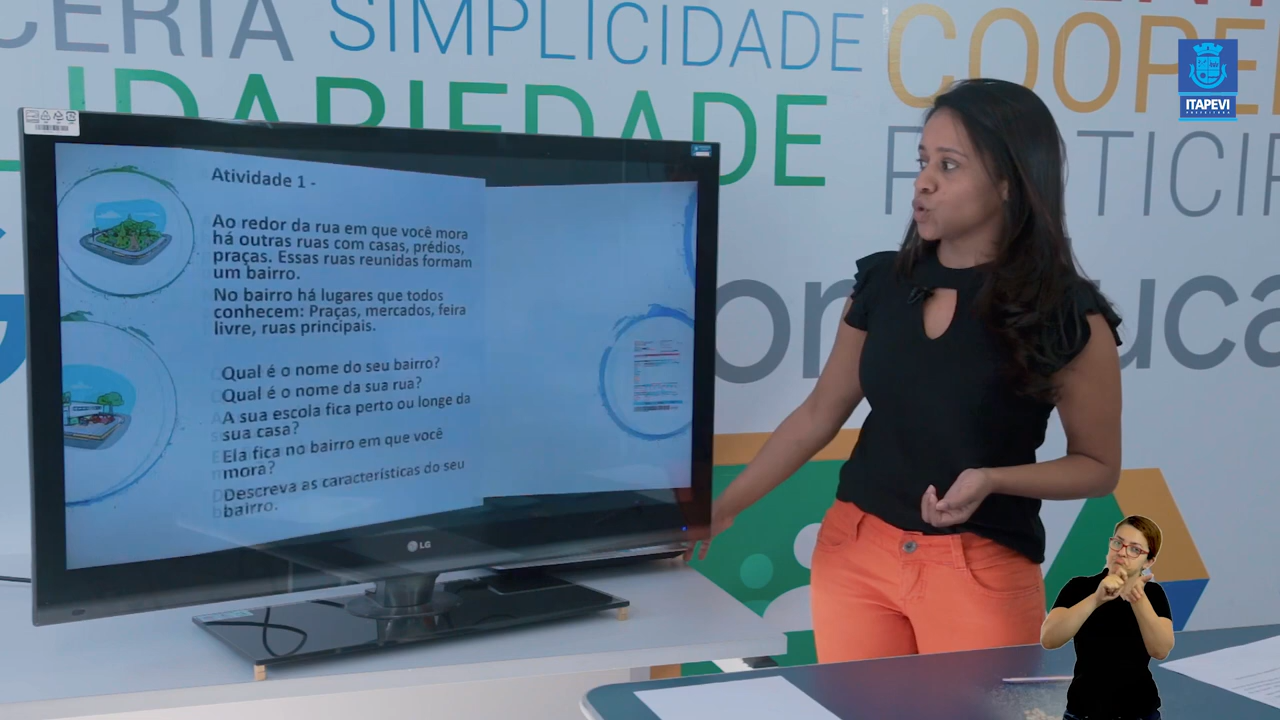 CERIA SIMPLICIDADE
COOPE
IDARIEDADE
PARTICIP
ITAPEVI
PREFEITURA
Atividade 1 -
Ao redor da rua em que você mora
há outras ruas com casas, prédios,
praças. Essas ruas reunidas formam
um bairro.
No bairro há lugares que todos
conhecem: Praças, mercados, feira
livre, ruas principais.
Qual é o nome do seu bairro?
Qual é o nome da sua rua?
A sua escola fica perto ou longe da
sua casa?
Ela fica no bairro em que você
mora?
Descreva as características do seu
bairro.
uca
LG